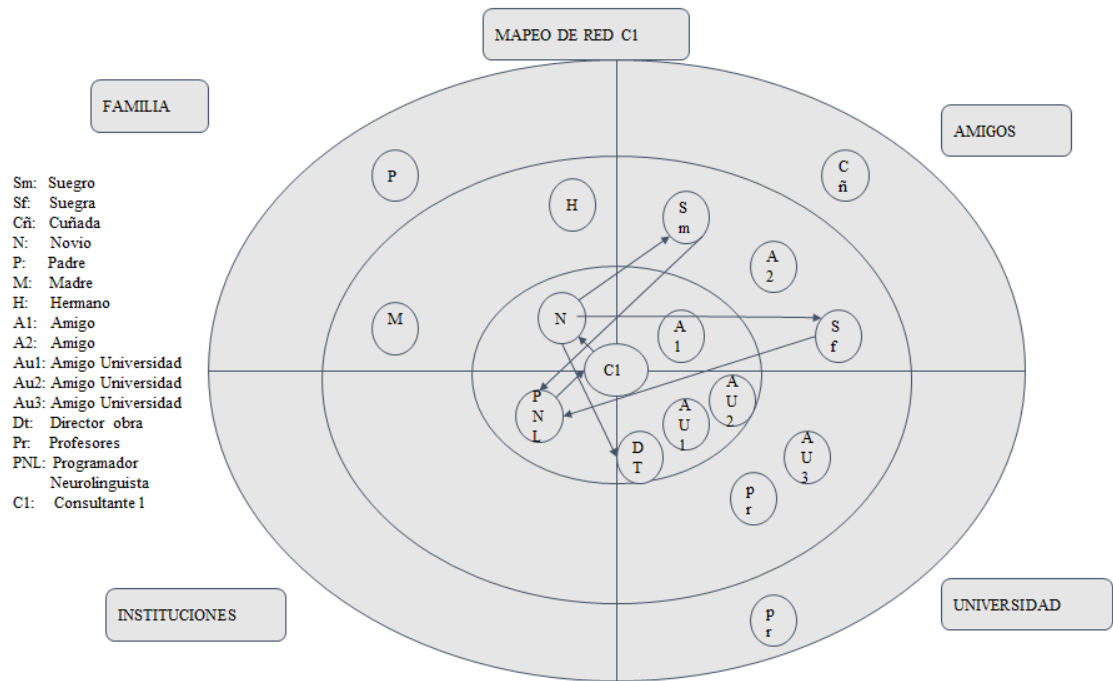 MAPEO DE RED C1
FAMILIA
AMIGOS
Sm: Suegro
Sf: Suegra
Cñ: Cuñada
N: Novio
P: Padre
M: Madre
H: Hermano
A1: Amigo
A2: Amigo
Au1: Amigo Universidad
Au2: Amigo Universidad
Au3: Amigo Universidad
Dt: Director obra
Pr: Profesores
PNL: Programador
Neurolinguista
C1: Consultante 1
P
C
ñ
H
S
m
A
2
M
N
A
1
S
f
C1
P
N
L
A
U
2
A
U
1
D
T
A
U
3
p
r
p
r
INSTITUCIONES
UNIVERSIDAD